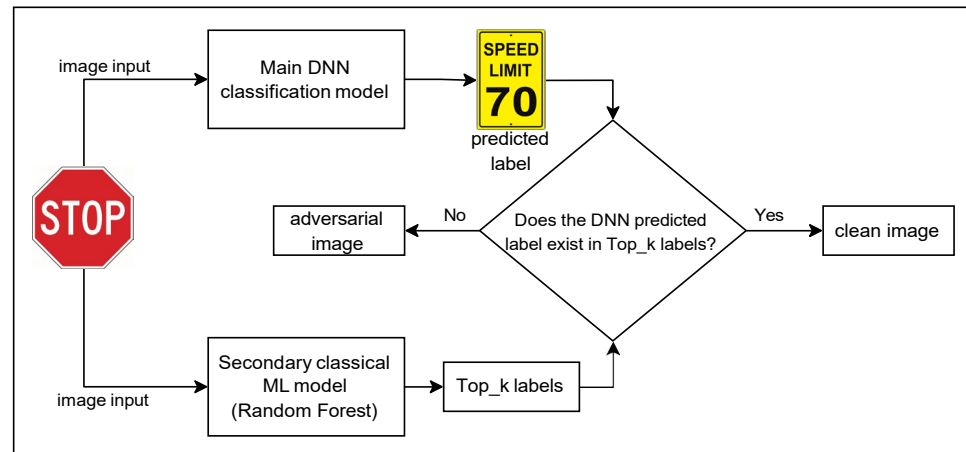 image input
Main DNN
classification model
SPEED
LIMIT
70
predicted
label
STOP
adversarial
image
No
Does the DNN predicted
label exist in Top_k labels?
Yes
clean image
image input
Secondary classical
ML model
(Random Forest)
Top_k labels